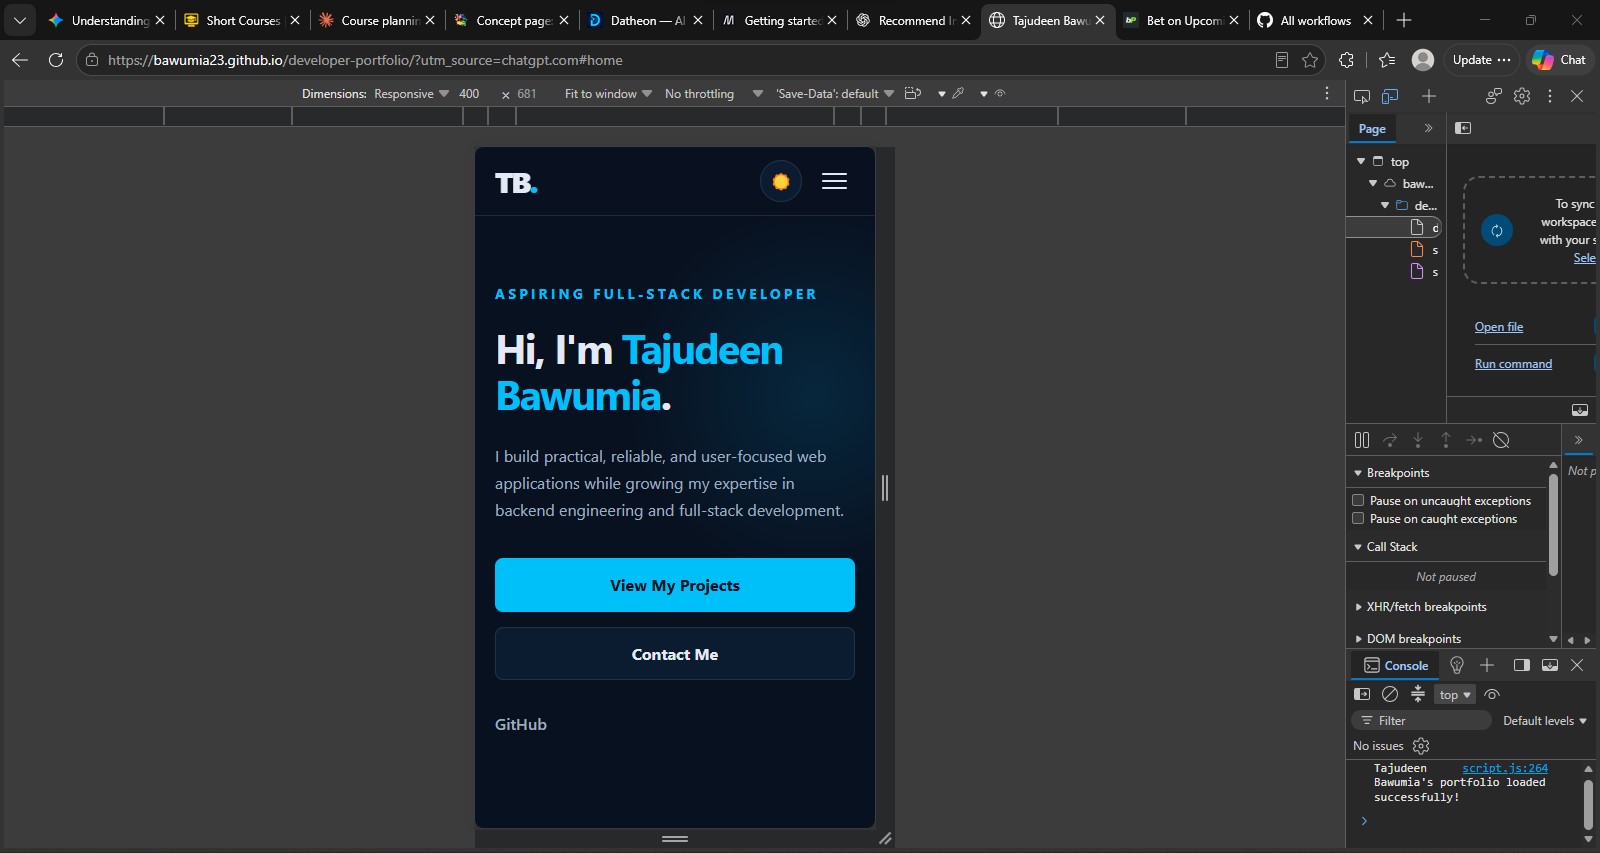 Understanding
Short Courses
Course plannin
Concept page:
Datheon — AI
Getting started
Recommend In
Tajudeen Bawu
Bet on Upcom
All workflows
https://bawumia23.github.io/developer-portfolio/?utm_source=chatgpt.com#home
Update
Chat
Dimensions: Responsive 400 x 681 Fit to window No throttling 'Save-Data': default
Page
top
baw...
de...
d
s
s
To sync
workspace
with your s
Sele
Open file
Run command
TB.
ASPIRING FULL-STACK DEVELOPER
Hi, I'm Tajudeen
Bawumia.
I build practical, reliable, and user-focused web
applications while growing my expertise in
backend engineering and full-stack development.
View My Projects
Contact Me
GitHub
Breakpoints
Not p
Pause on uncaught exceptions
Pause on caught exceptions
Call Stack
Not paused
XHR/fetch breakpoints
DOM breakpoints
Console
top
Filter
Default levels
No issues
Tajudeen script.js:264
Bawumia's portfolio loaded
successfully!